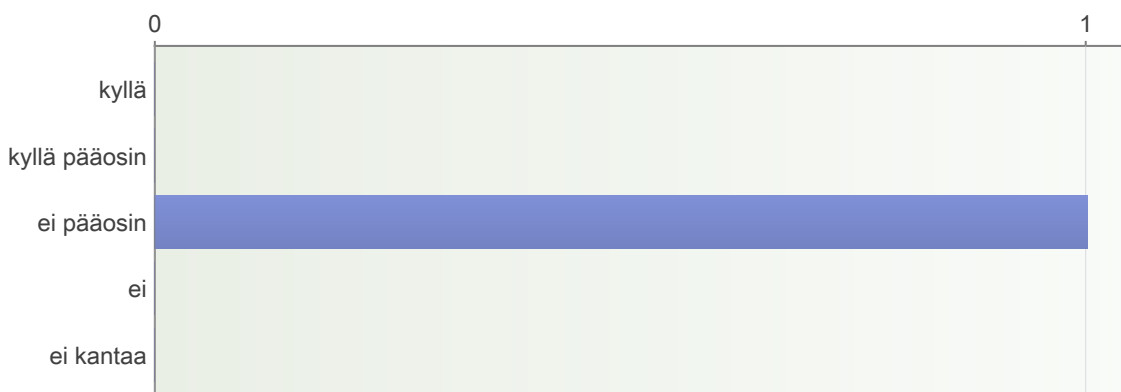 0 1
kyllä
kyllä pääosin
ei pääosin
ei
ei kantaa